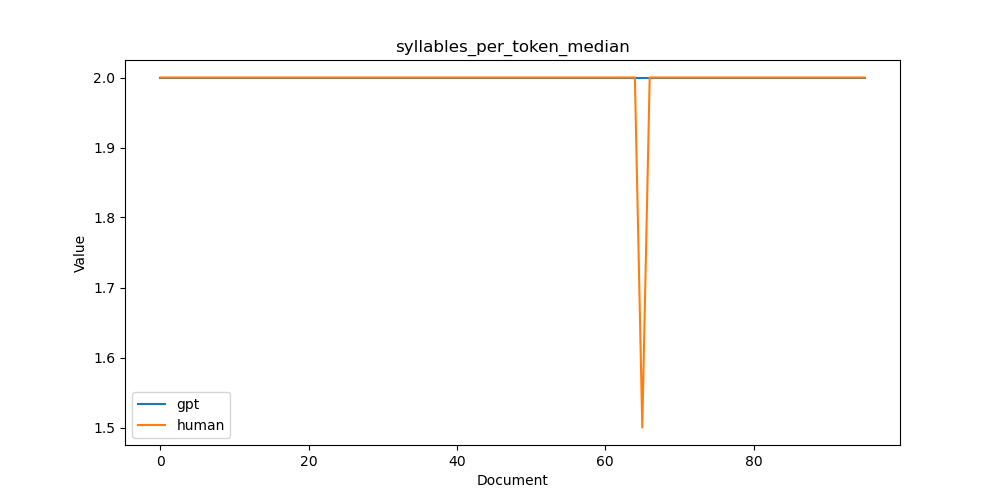 syllables_per_token_median
2.0
1.9
1.8
1.7
1.6
1.5
Value
gpt
human
0 20 40 60 80
Document